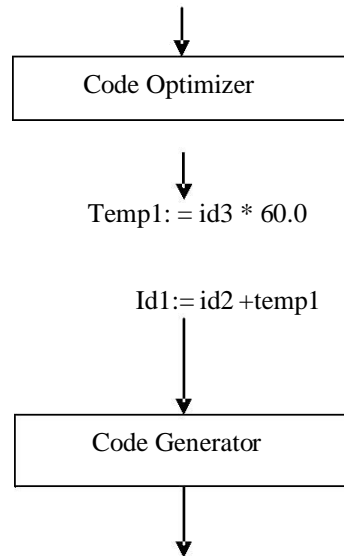 Code Optimizer
Temp1: = id3 * 60.0
Id1:= id2 +temp1
Code Generator